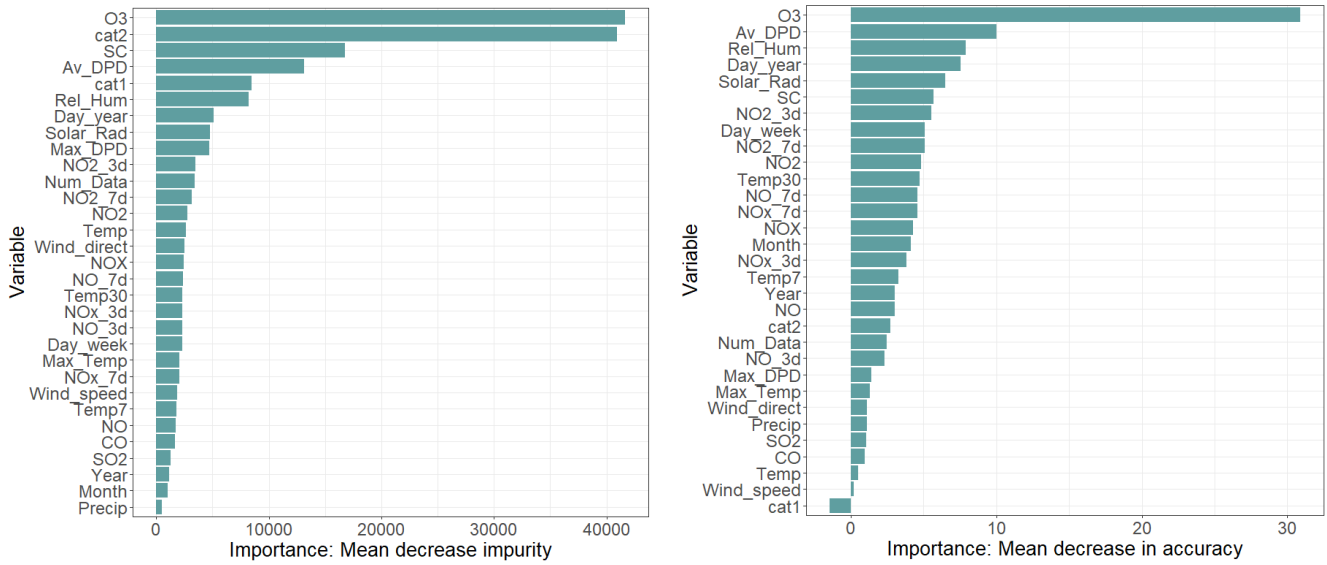 O3
cat2
SC
Av_DPD
cat1
Rel_Hum
Day_year
Solar_Rad
Max_DPD
NO2_3d
Num_Data
NO2_7d
NO2
Temp
Wind_direct
NOX
NO_7d
Temp30
NOx_3d
NO_3d
Day_week
Max_Temp
NOx_7d
Wind_speed
Temp7
NO
CO
SO2
Year
Month
Precip
Variable
0 10000 20000 30000 40000
Importance: Mean decrease impurity
O3
Av_DPD
Rel_Hum
Day_year
Solar_Rad
SC
NO2_3d
Day_week
NO2_7d
NO2
Temp30
NO_7d
NOx_7d
NOX
Month
NOx_3d
Temp7
Year
NO
cat2
Num_Data
NO_3d
Max_DPD
Max_Temp
Wind_direct
Precip
SO2
CO
Temp
Wind_speed
cat1
Variable
0 10 20 30
Importance: Mean decrease in accuracy